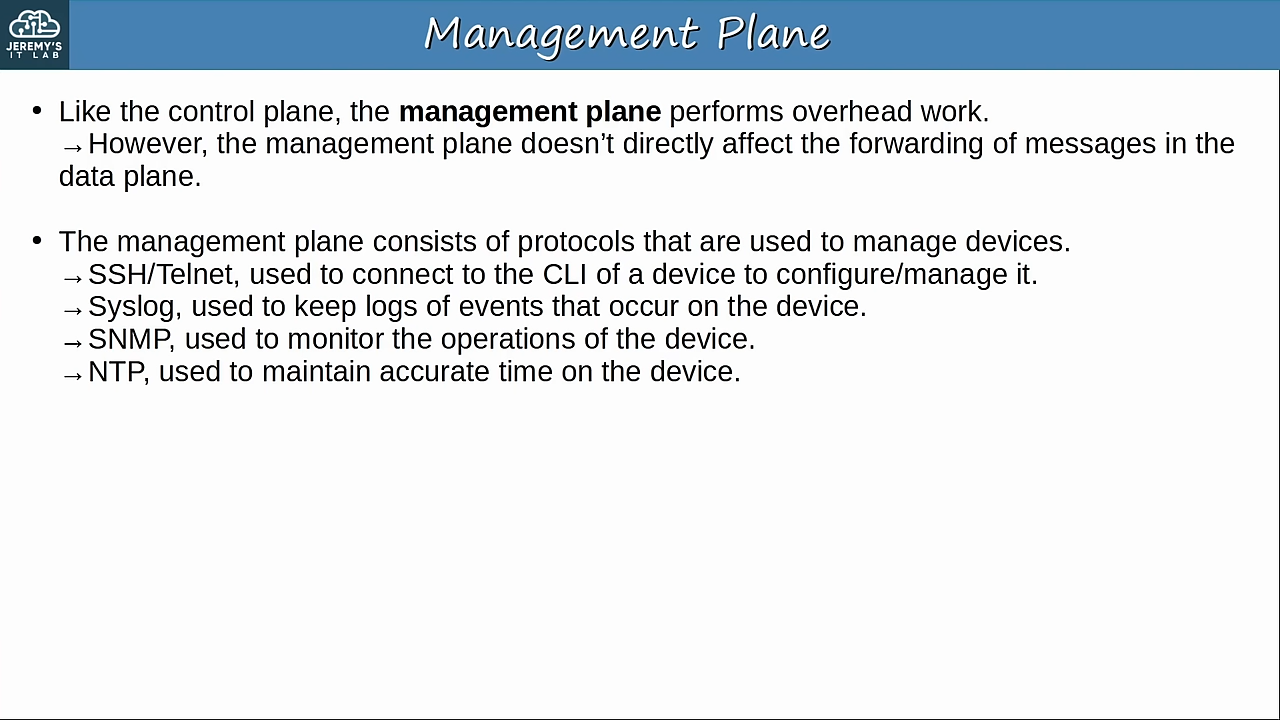 JEREMY'S
IT LAB
Management Plane
• Like the control plane, the management plane performs overhead work.
→However, the management plane doesn’t directly affect the forwarding of messages in the
data plane.
• The management plane consists of protocols that are used to manage devices.
→SSH/Telnet, used to connect to the CLI of a device to configure/manage it.
→Syslog, used to keep logs of events that occur on the device.
→SNMP, used to monitor the operations of the device.
→NTP, used to maintain accurate time on the device.